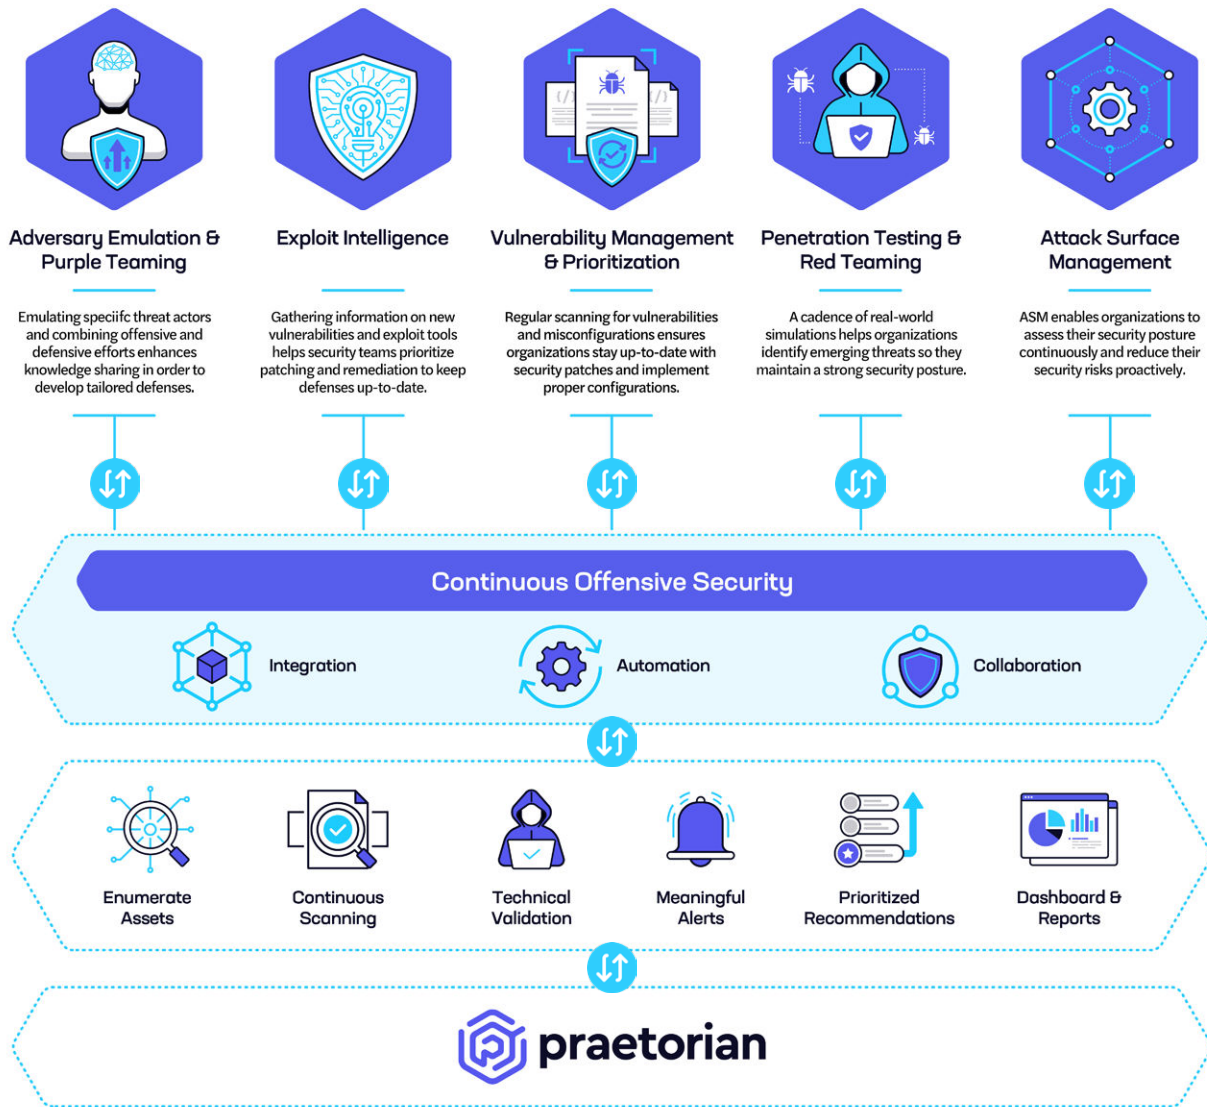 Adversary Emulation &
Purple Teaming
Emulating speciifc threat actors
and combining offensive and
defensive efforts enhances
knowledge sharing in order to
develop tailored defenses.
Exploit Intelligence
Gathering information on new
vulnerabilities and exploit tools
helps security teams prioritize
patching and remediation to keep
defenses up-to-date.
Vulnerability Management
& Prioritization
Regular scanning for vulnerabilities
and misconfigurations ensures
organizations stay up-to-date with
security patches and implement
proper configurations.
Penetration Testing &
Red Teaming
A cadence of real-world
simulations helps organizations
identify emerging threats so they
maintain a strong security posture.
Attack Surface
Management
ASM enables organizations to
assess their security posture
continuously and reduce their
security risks proactively.
Continuous Offensive Security
Integration
Automation
Collaboration
Enumerate
Assets
Continuous
Scanning
Technical
Validation
Meaningful
Alerts
Prioritized
Recommendations
Dashboard &
Reports
praetorian